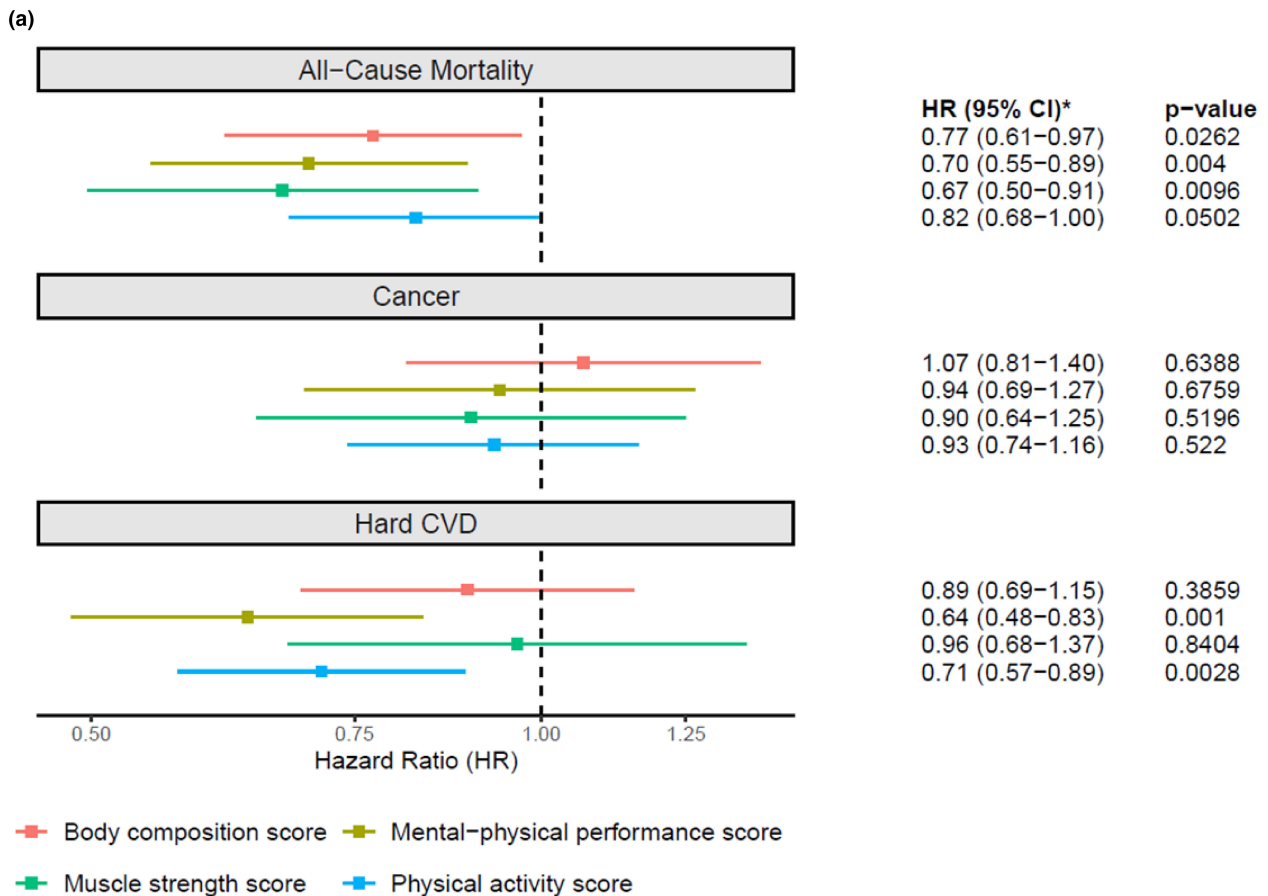 (a)
All−Cause Mortality
HR (95% CI)* p−value
0.77 (0.61−0.97) 0.0262
0.70 (0.55−0.89) 0.004
0.67 (0.50−0.91) 0.0096
0.82 (0.68−1.00) 0.0502
Cancer
1.07 (0.81−1.40) 0.6388
0.94 (0.69−1.27) 0.6759
0.90 (0.64−1.25) 0.5196
0.93 (0.74−1.16) 0.522
Hard CVD
0.89 (0.69−1.15) 0.3859
0.64 (0.48−0.83) 0.001
0.96 (0.68−1.37) 0.8404
0.71 (0.57−0.89) 0.0028
0.50 0.75 1.00 1.25
Hazard Ratio (HR)
Body composition score Mental−physical performance score
Muscle strength score Physical activity score